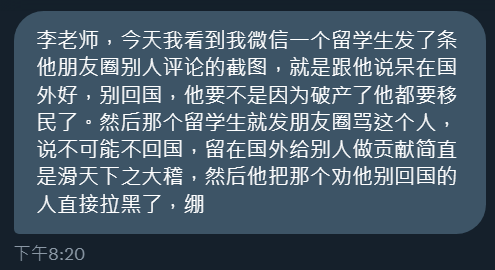 李老师，今天我看到我微信一个留学生发了条
他朋友圈别人评论的截图，就是跟他说呆在国
外好，别回国，他要不是因为破产了他都要移
民了。然后那个留学生就发朋友圈骂这个人，
说不可能不回国，留在国外给别人做贡献简直
是滑天下之大稽，然后他把那个劝他别回国的
人直接拉黑了，绷
下午8:20